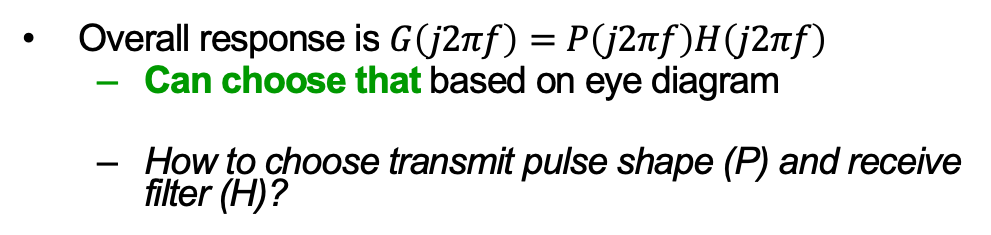 • Overall response is 𝐺(𝑗2𝜋𝑓) = 𝑃(𝑗2𝜋𝑓)𝐻(𝑗2𝜋𝑓)
– Can choose that based on eye diagram
– How to choose transmit pulse shape (P) and receive
filter (H)?